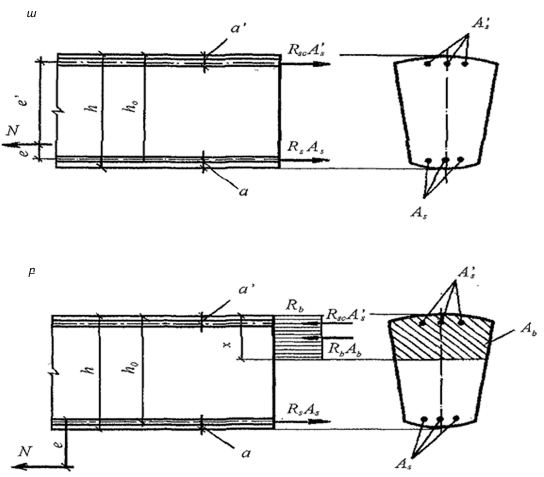 ш
a'
RscA's
A's
e'
h
h0
N
e
RsAs
a
As
р
a'
Rb
RscA's
A's
x
RbAb
Ab
h
h0
RsAs
N
e
a
As